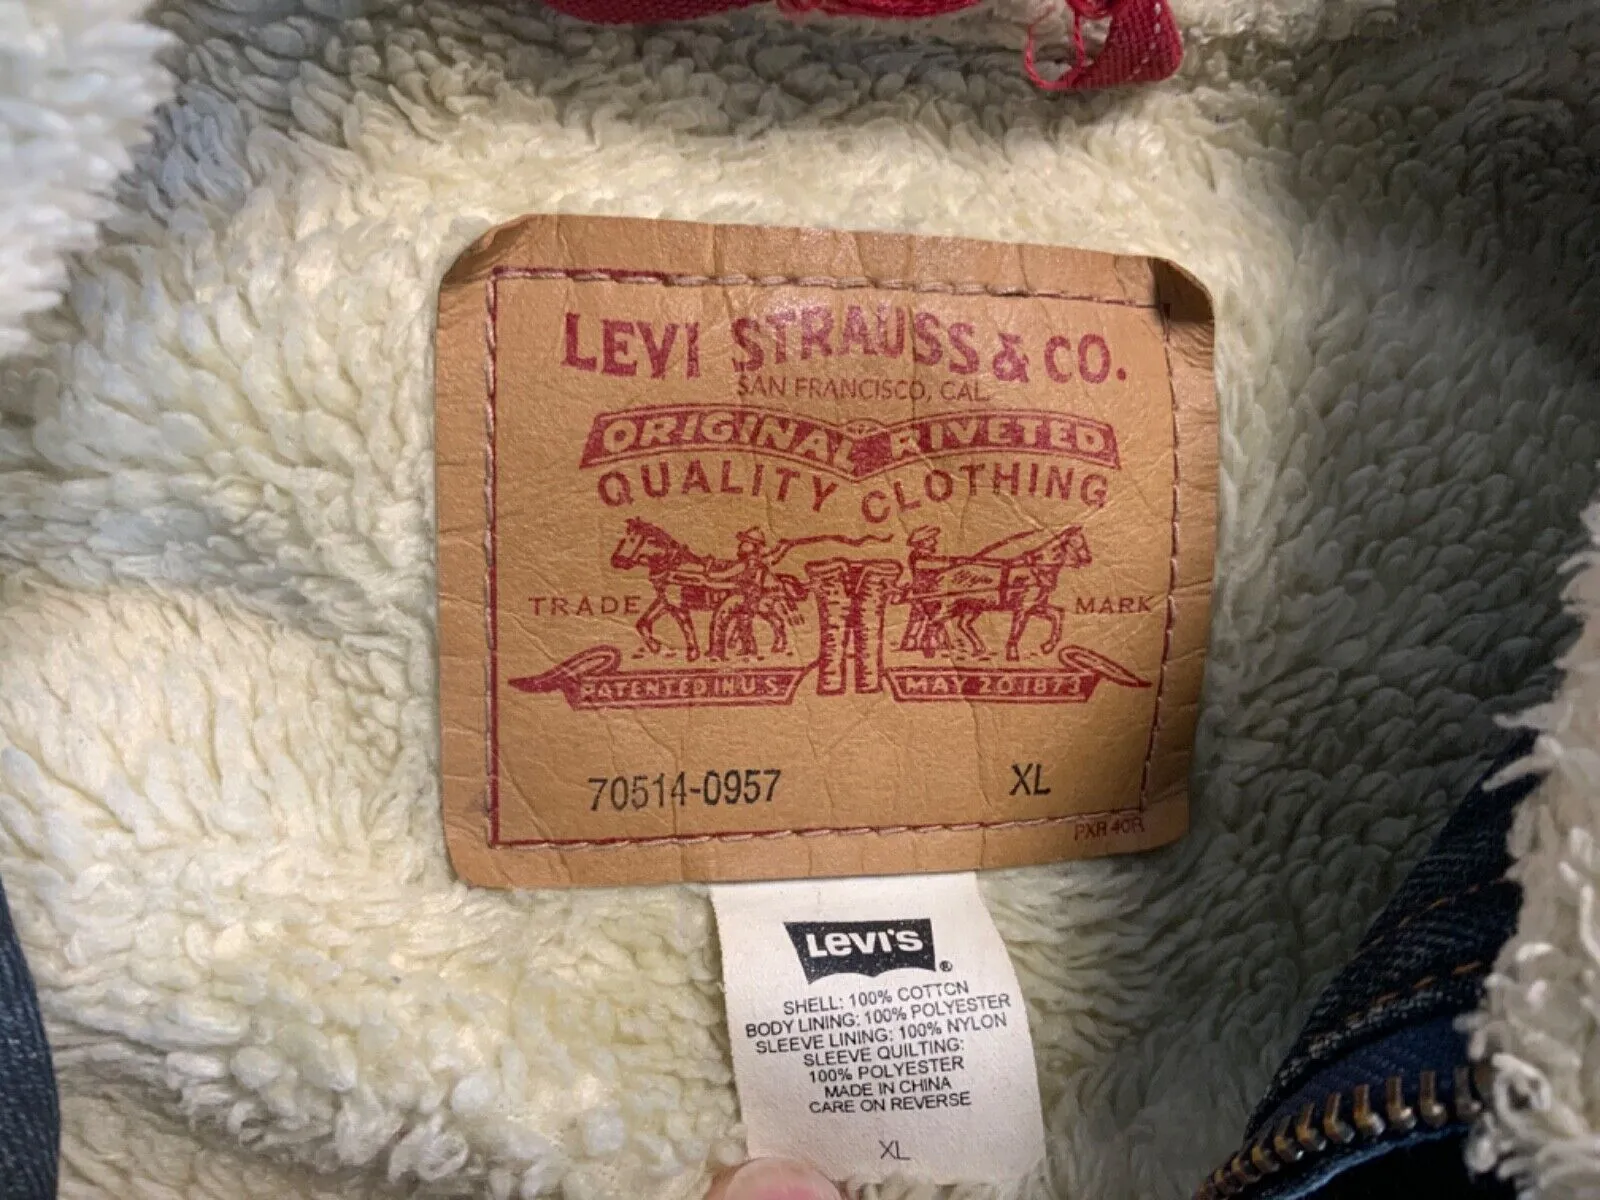 LEVI STRAUSS & CO.
SAN FRANCISCO, CAL.
ORIGINAL RIVETED
QUALITY CLOTHING
TRADE MARK
PATENTED IN U.S. MAY 20 1873
70514-0957 XL
PXR 40R
Levi's ®
SHELL: 100% COTTON
BODY LINING: 100% POLYESTER
SLEEVE LINING: 100% NYLON
SLEEVE QUILTING:
100% POLYESTER
MADE IN CHINA
CARE ON REVERSE
XL